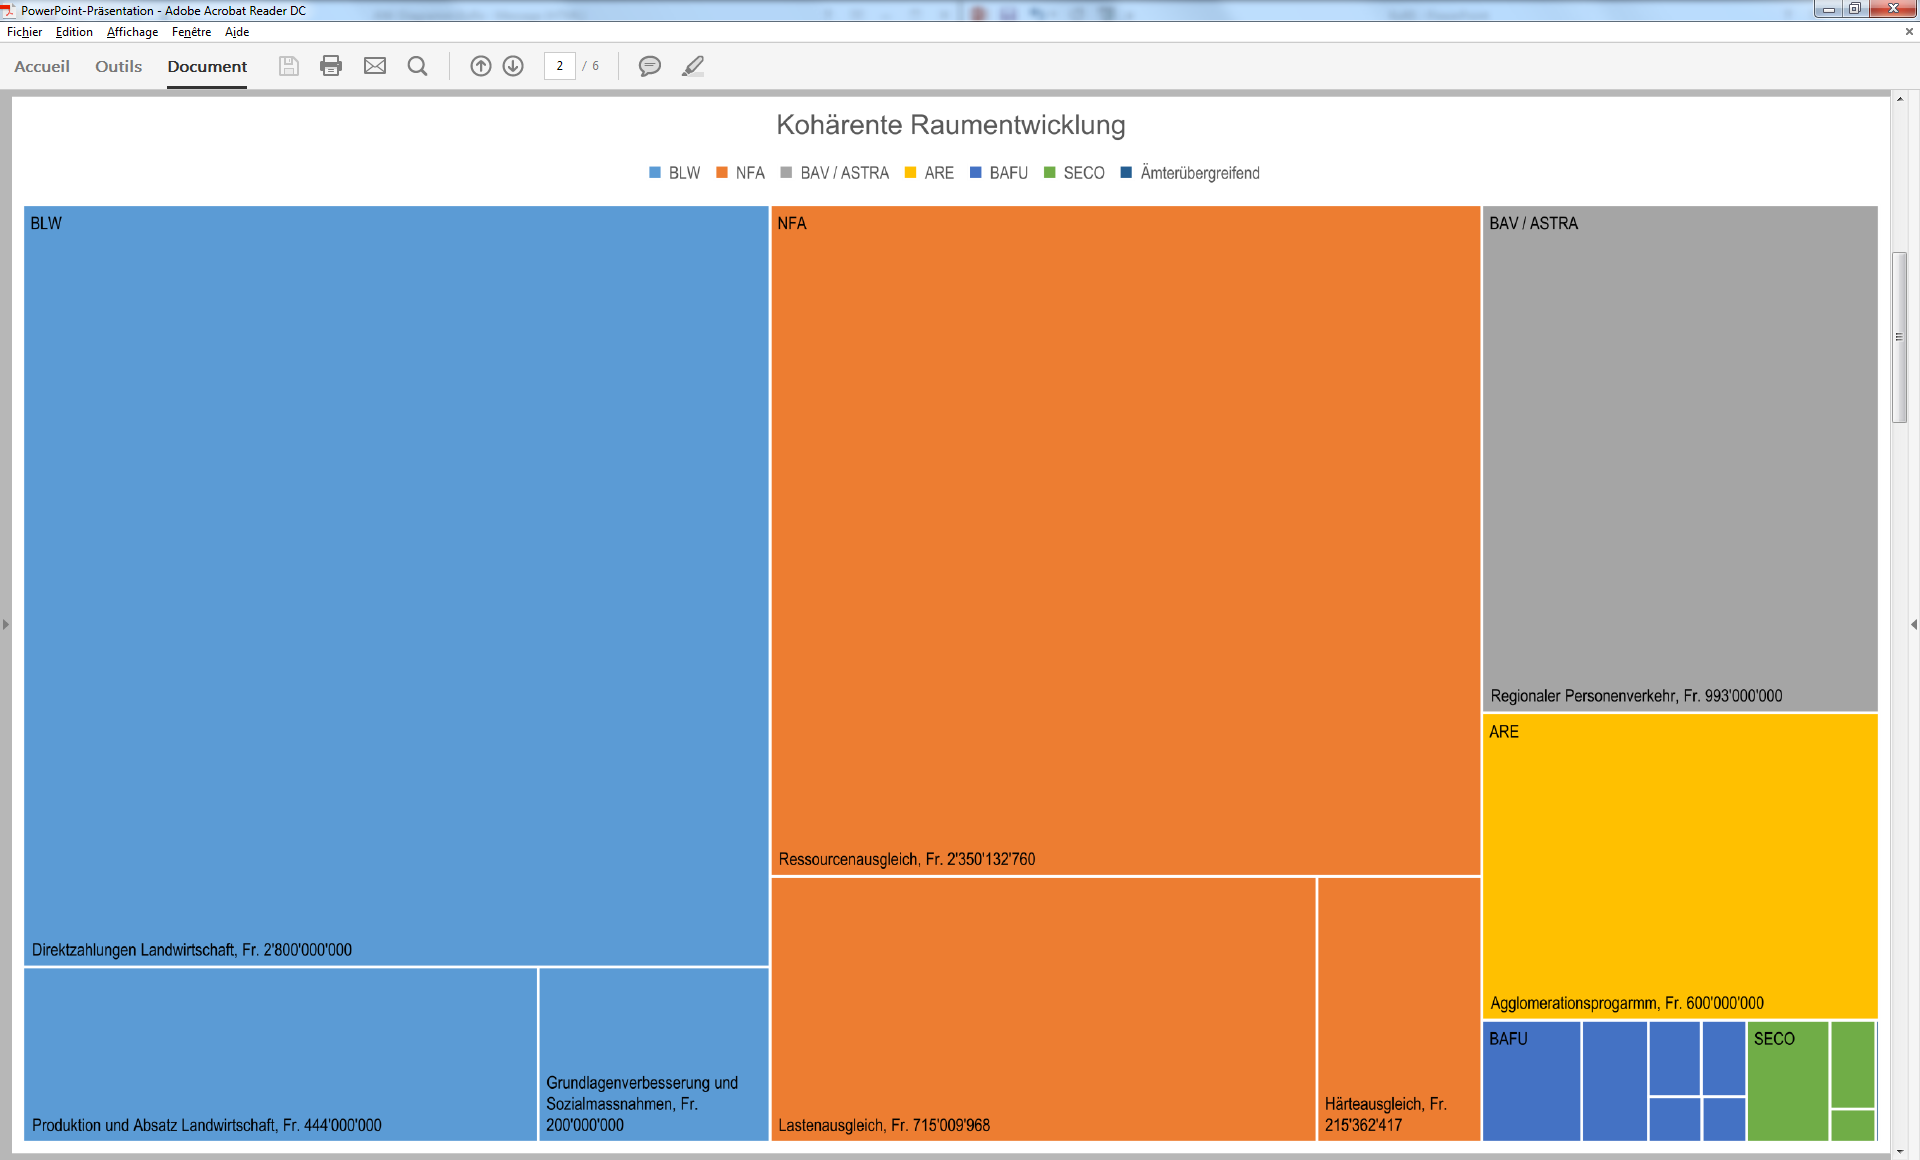 PowerPoint-Präsentation - Adobe Acrobat Reader DC
Fichier Edition Affichage Fenêtre Aide
Accueil Outils Document 2 / 6
Kohärente Raumentwicklung
BLW NFA BAV / ASTRA ARE BAFU SECO Ämterübergreifend
BLW
Direktzahlungen Landwirtschaft, Fr. 2'800'000'000
Produktion und Absatz Landwirtschaft, Fr. 444'000'000
Grundlagenverbesserung und
Sozialmassnahmen, Fr.
200'000'000
NFA
Ressourcenausgleich, Fr. 2'350'132'760
Lastenausgleich, Fr. 715'009'968
Härteausgleich, Fr.
215'362'417
BAV / ASTRA
Regionaler Personenverkehr, Fr. 993'000'000
ARE
Agglomerationsprogarmm, Fr. 600'000'000
BAFU
SECO